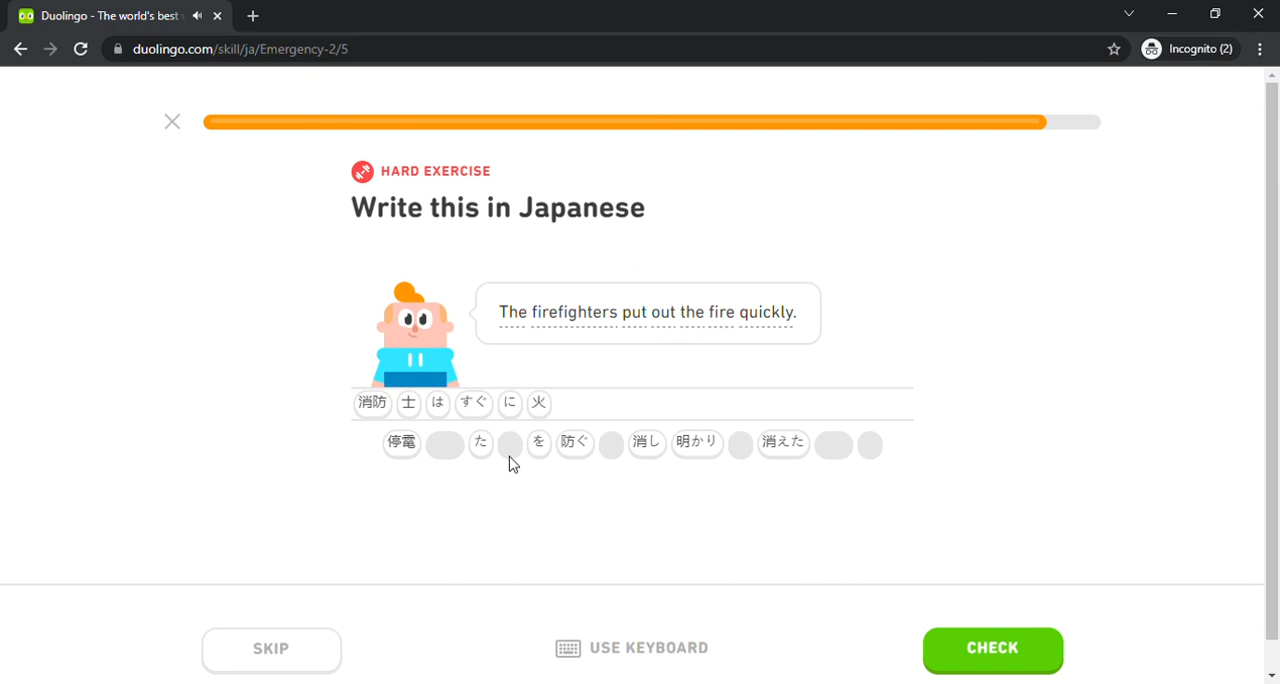 Duolingo - The world's best
duolingo.com/skill/ja/Emergency-2/5
Incognito (2)
HARD EXERCISE
Write this in Japanese
The firefighters put out the fire quickly.
消防 士 は すぐ に 火
停電 た を 防ぐ 消し 明かり 消えた
SKIP
USE KEYBOARD
CHECK